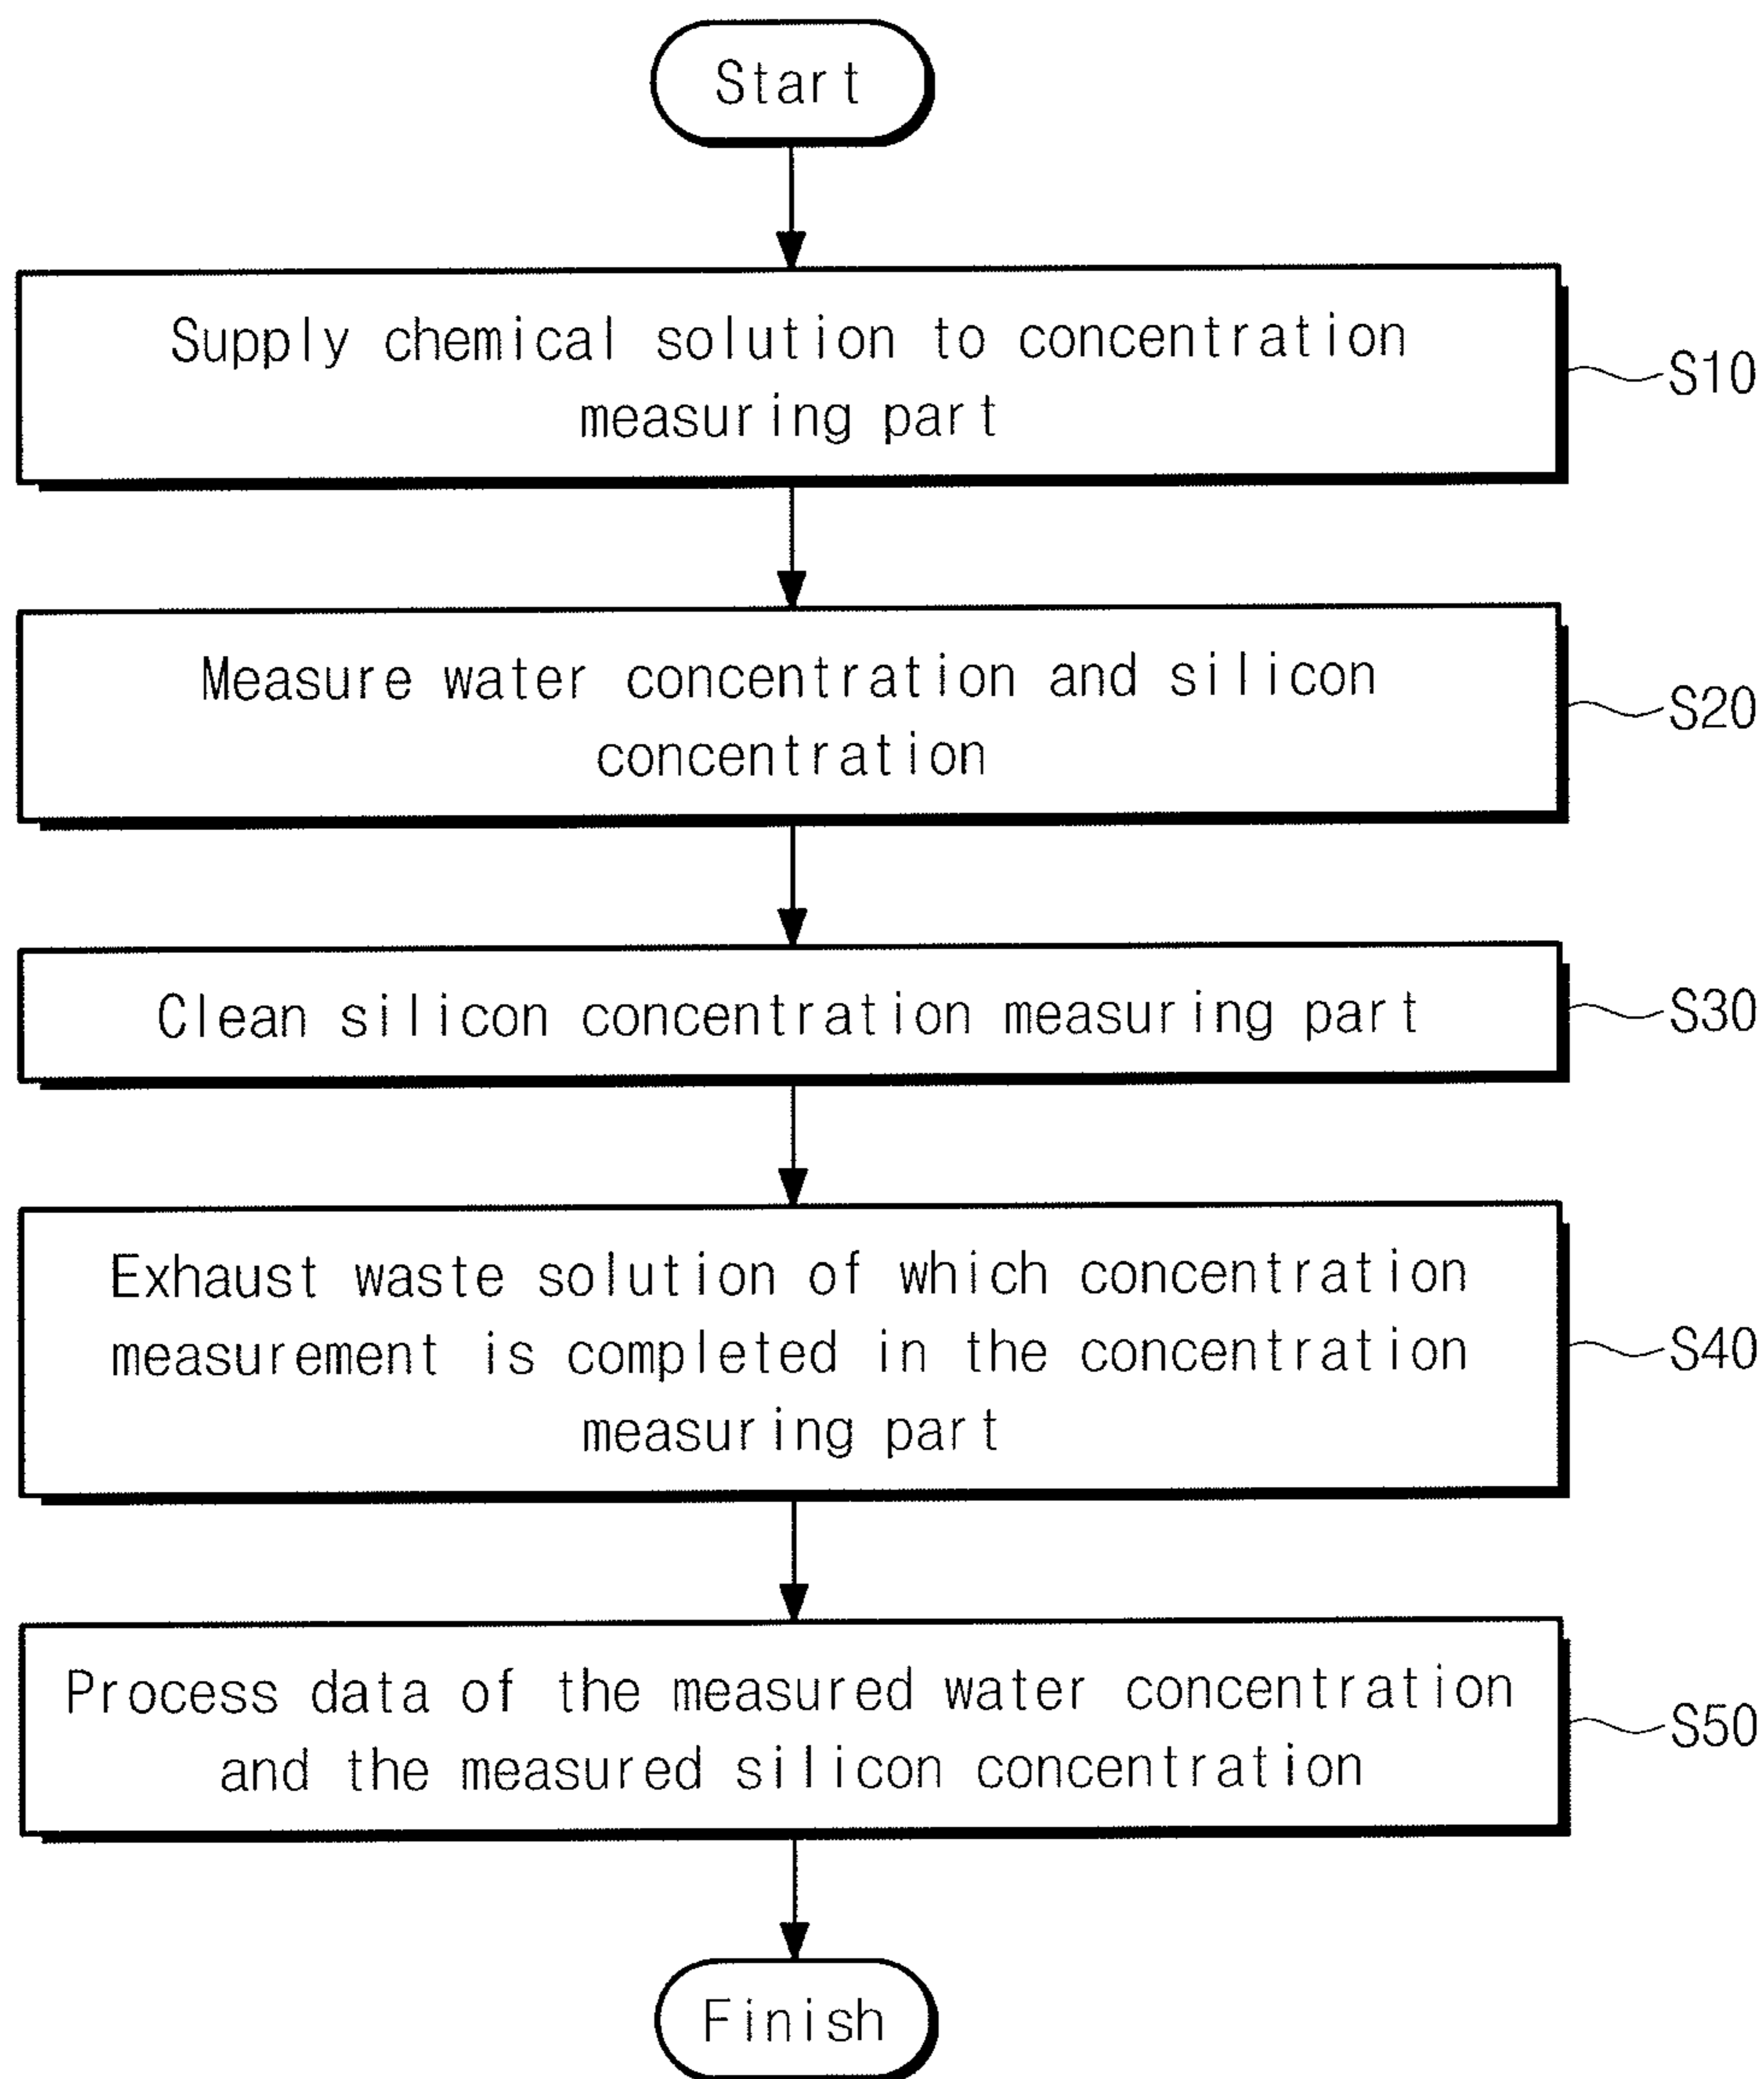 Start
Supply chemical solution to concentration
measuring part
S10
Measure water concentration and silicon
concentration
S20
Clean silicon concentration measuring part
S30
Exhaust waste solution of which concentration
measurement is completed in the concentration
measuring part
S40
Process data of the measured water concentration
and the measured silicon concentration
S50
Finish